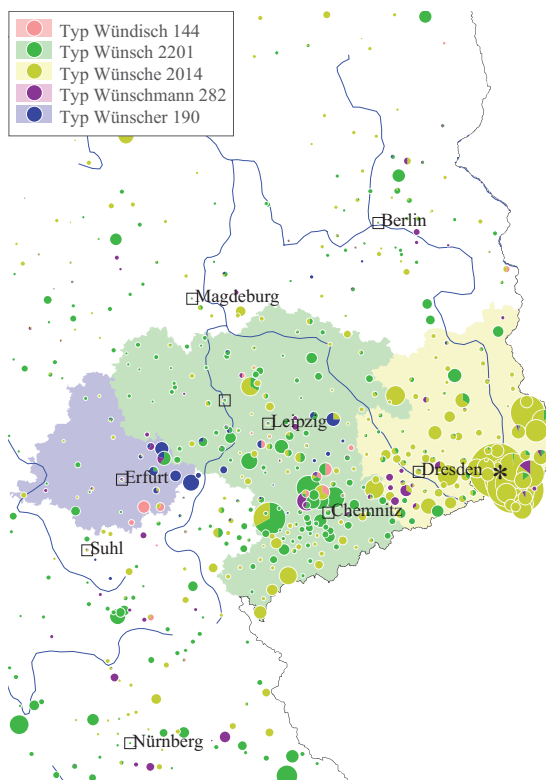 Typ Wündisch 144
Typ Wünsch 2201
Typ Wünsche 2014
Typ Wünschmann 282
Typ Wünscher 190
Berlin
Magdeburg
Leipzig
Dresden
*
Erfurt
Chemnitz
Suhl
Nürnberg